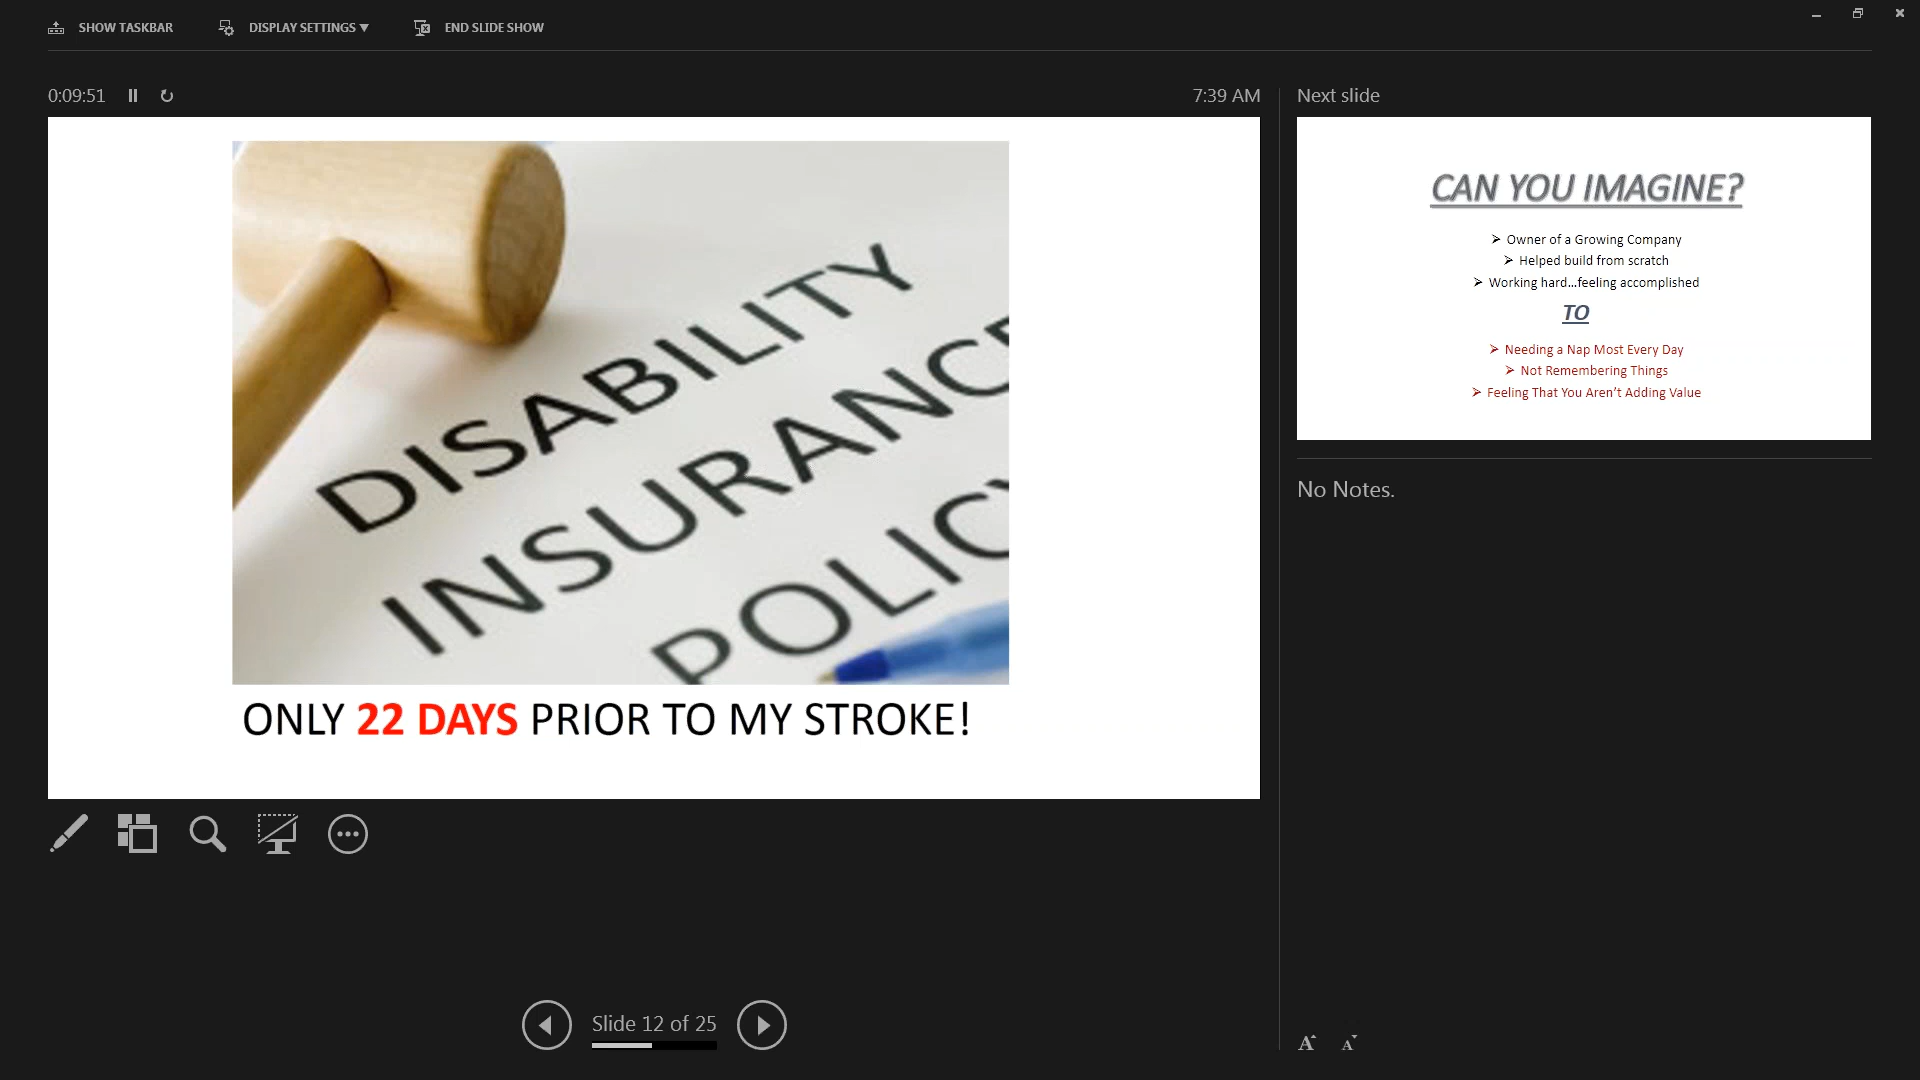 SHOW TASKBAR
DISPLAY SETTINGS ▼
END SLIDE SHOW
0:09:51
7:39 AM
Next slide
DISABILITY
INSURANCE
POLICY
ONLY 22 DAYS PRIOR TO MY STROKE!
CAN YOU IMAGINE?
➢ Owner of a Growing Company
➢ Helped build from scratch
➢ Working hard...feeling accomplished
TO
➢ Needing a Nap Most Every Day
➢ Not Remembering Things
➢ Feeling That You Aren't Adding Value
No Notes.
Slide 12 of 25
A A